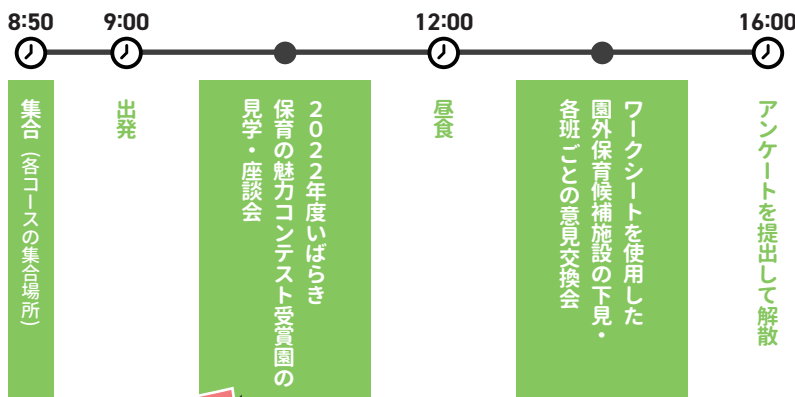 8:50
9:00
12:00
16:00
集合（各コースの集合場所）
出発
2022年度いばらき
保育の魅力コンテスト受賞園の
見学・座談会
昼食
ワークシートを使用した
園外保育候補施設の下見・
各班ごとの意見交換会
アンケートを提出して解散